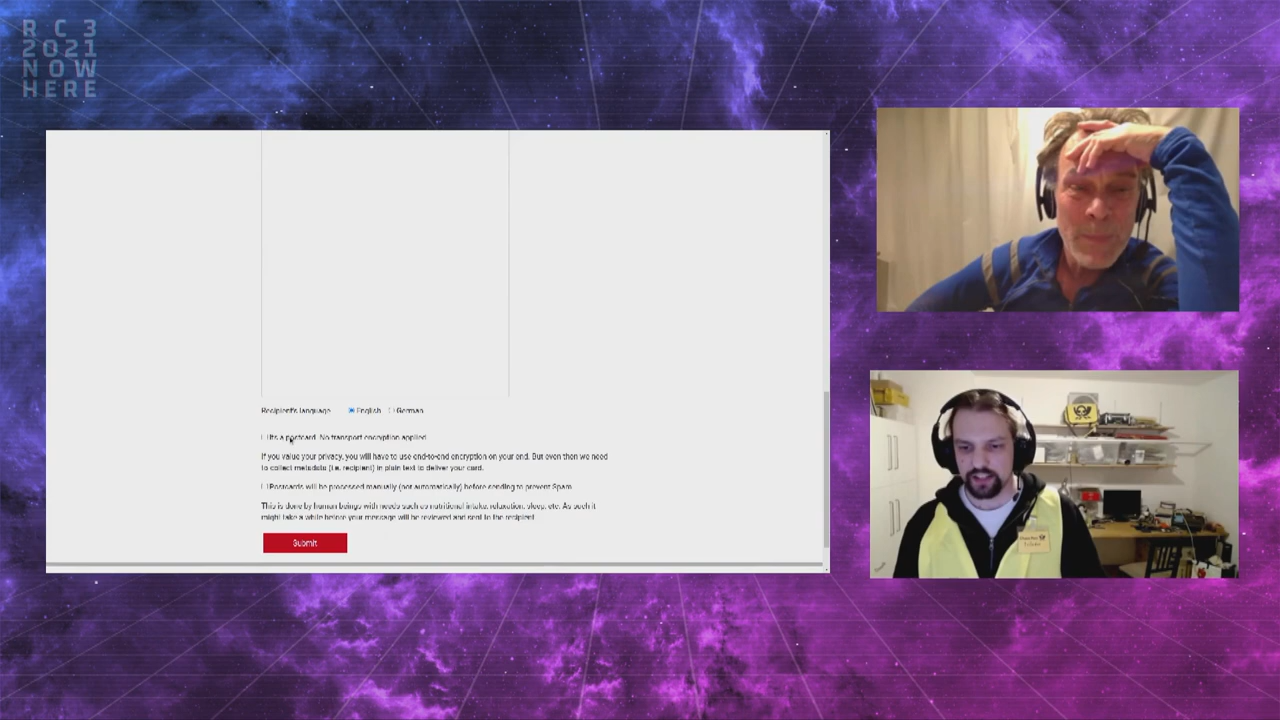 R C 3
2021
NOW
HERE
Recipient's language English German
It's a postcard. No transport encryption applied.
If you value your privacy, you will have to use end-to-end encryption on your end. But even then we need
to collect metadata (i.e. recipient) in plain text to deliver your card.
Postcards will be processed manually (not automatically) before sending to prevent Spam
This is done by human beings with needs such as nutritional intake, relaxation, sleep, etc. As such it
might take a while before your message will be reviewed and sent to the recipient
Submit